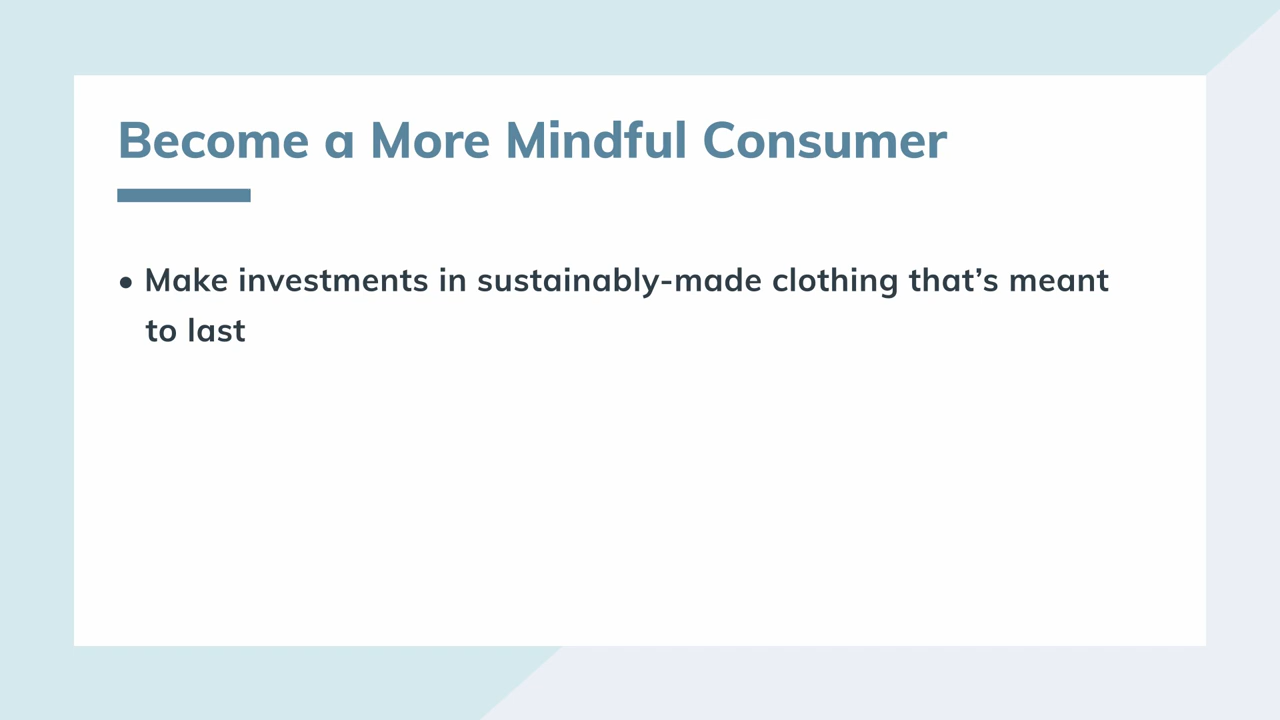 Become a More Mindful Consumer
• Make investments in sustainably-made clothing that’s meant
to last